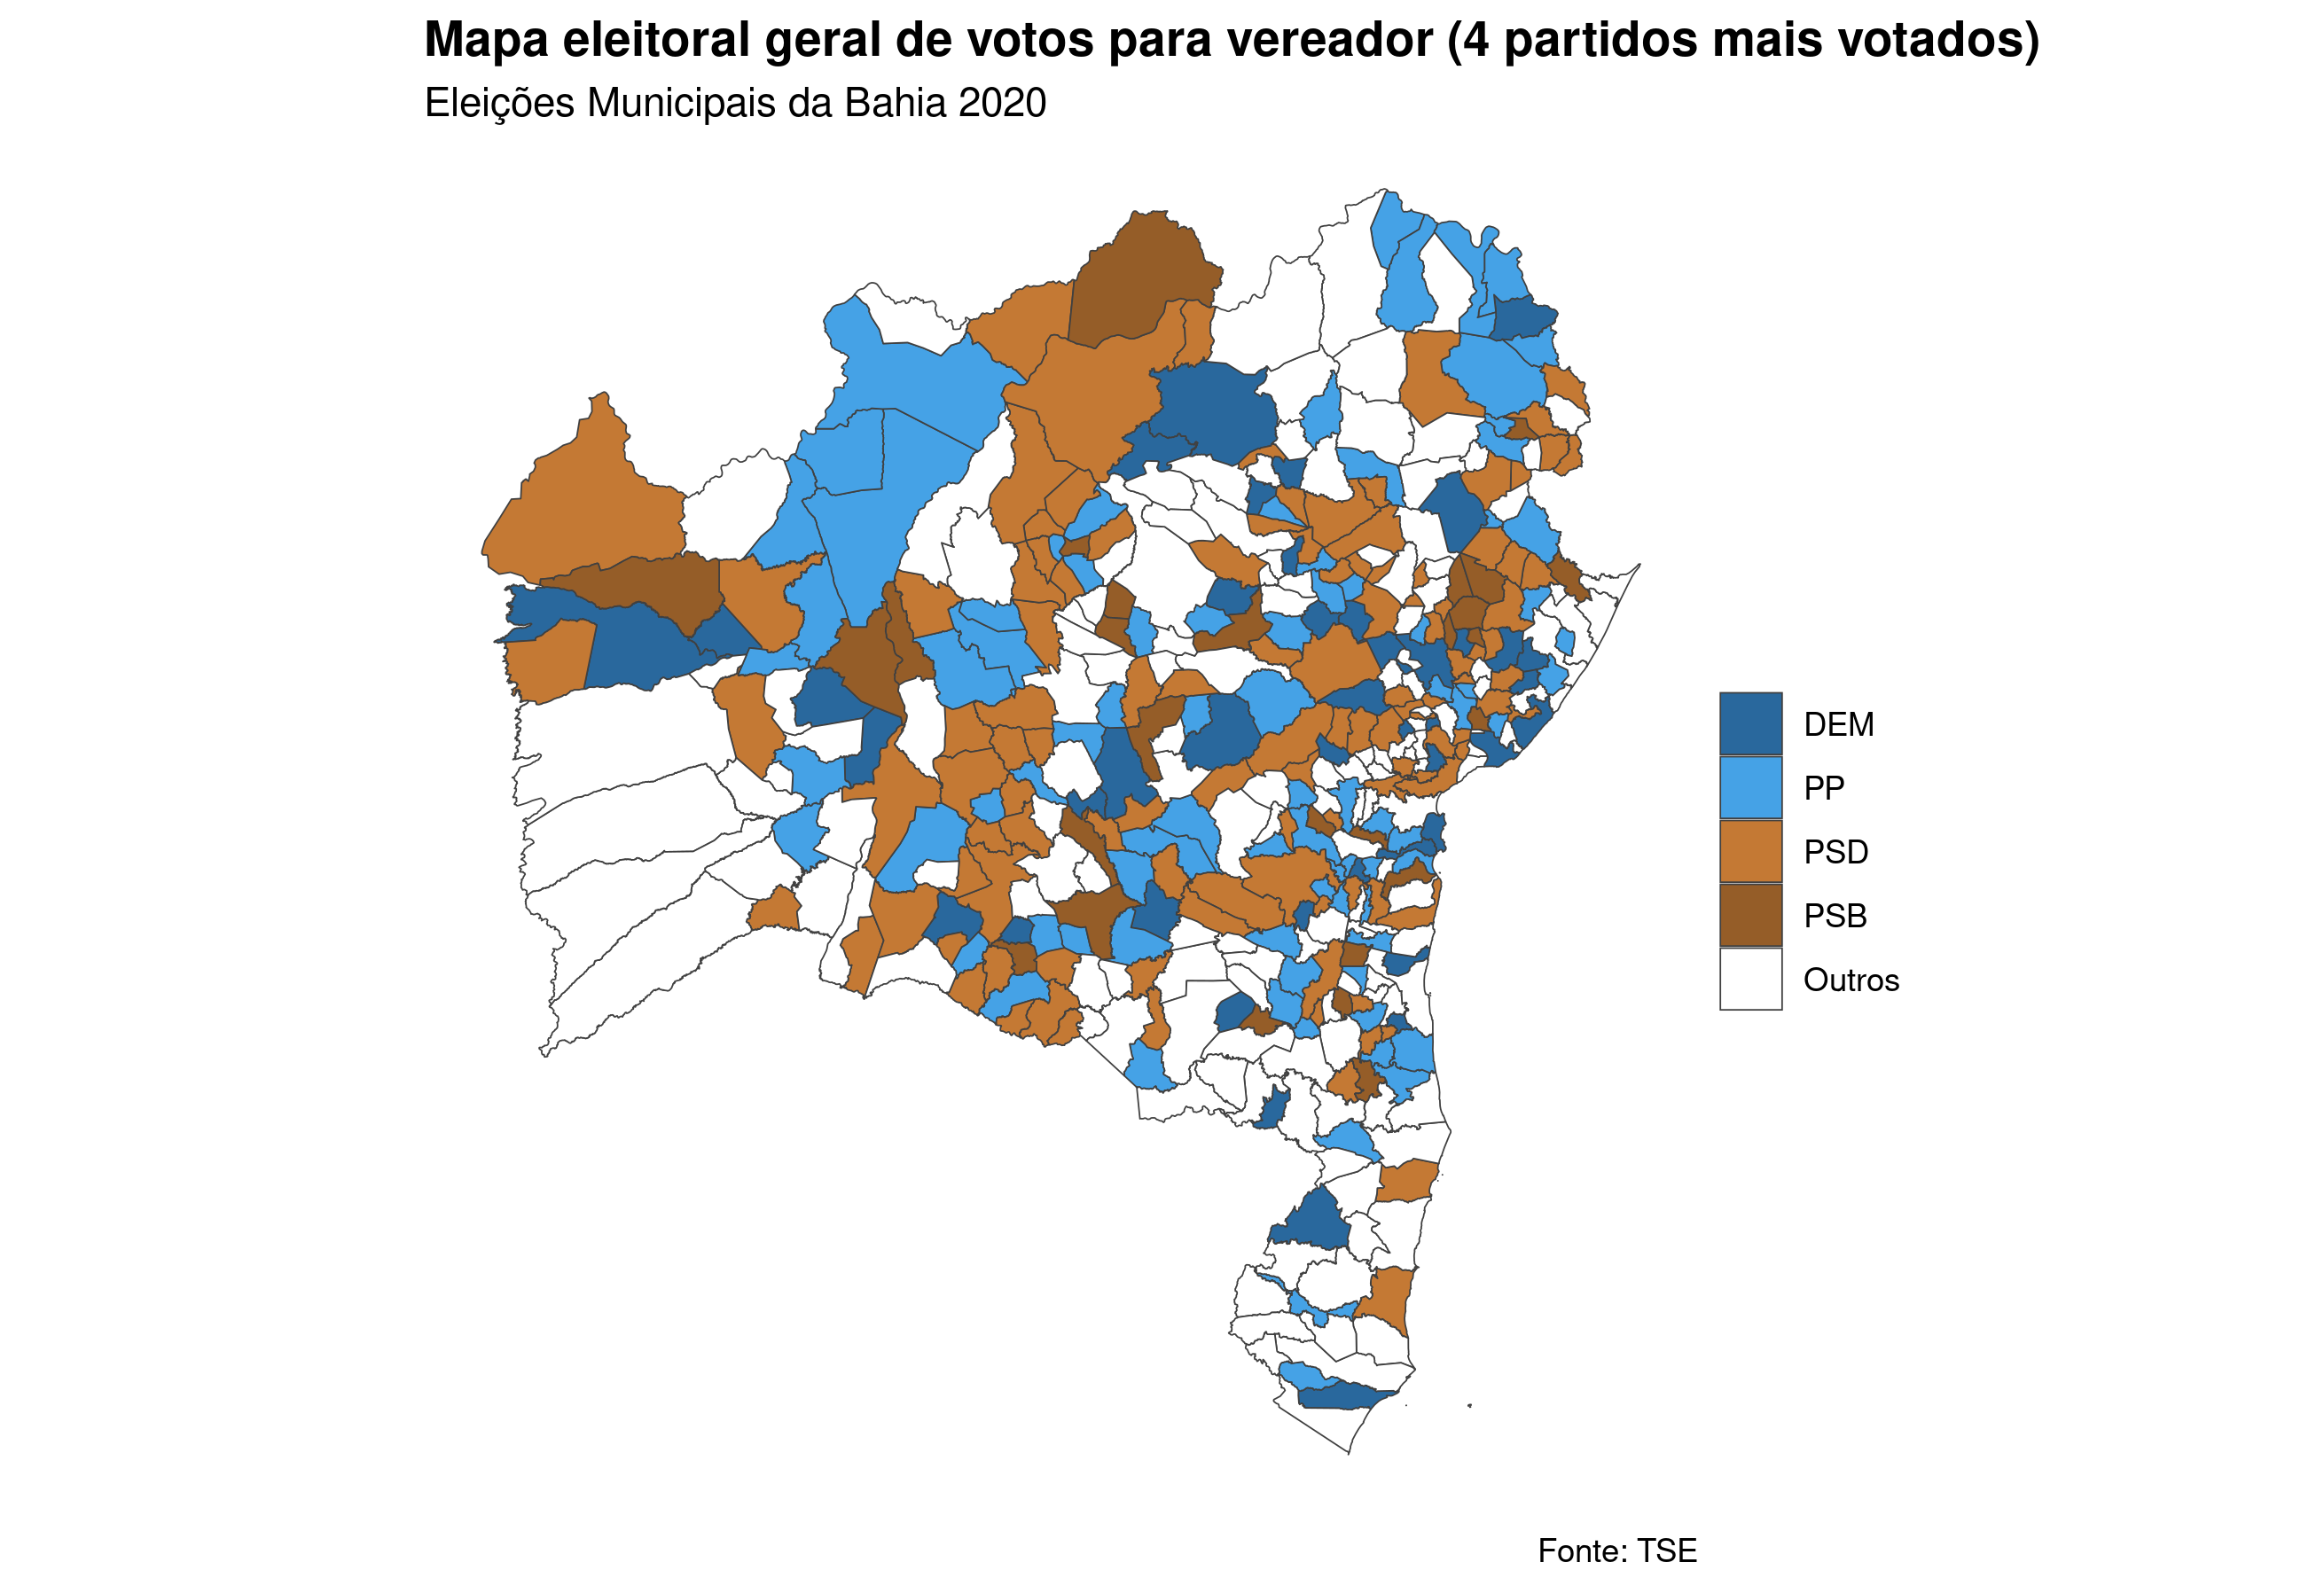 Mapa eleitoral geral de votos para vereador (4 partidos mais votados)
Eleições Municipais da Bahia 2020
DEM
PP
PSD
PSB
Outros
Fonte: TSE